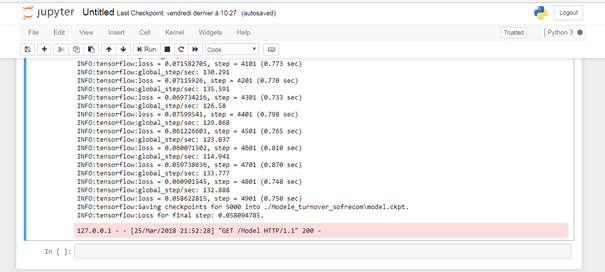 jupyter Untitled Last Checkpoint: vendredi dernier à 10:27 (autosaved)
Logout
File Edit View Insert Cell Kernel Widgets Help
Trusted
Python 3
Run
Code
INFO:tensorflow:loss = 0.071582705, step = 4101 (0.773 sec)
INFO:tensorflow:global_step/sec: 130.291
INFO:tensorflow:loss = 0.07115926, step = 4201 (0.770 sec)
INFO:tensorflow:global_step/sec: 135.591
INFO:tensorflow:loss = 0.069734216, step = 4301 (0.733 sec)
INFO:tensorflow:global_step/sec: 126.58
INFO:tensorflow:loss = 0.07599541, step = 4401 (0.798 sec)
INFO:tensorflow:global_step/sec: 129.868
INFO:tensorflow:loss = 0.061226603, step = 4501 (0.765 sec)
INFO:tensorflow:global_step/sec: 123.837
INFO:tensorflow:loss = 0.060071502, step = 4601 (0.810 sec)
INFO:tensorflow:global_step/sec: 114.941
INFO:tensorflow:loss = 0.059738636, step = 4701 (0.870 sec)
INFO:tensorflow:global_step/sec: 133.777
INFO:tensorflow:loss = 0.060901545, step = 4801 (0.748 sec)
INFO:tensorflow:global_step/sec: 132.888
INFO:tensorflow:loss = 0.058622815, step = 4901 (0.750 sec)
INFO:tensorflow:Saving checkpoints for 5000 into ./Modele_turnover_sofrecom\model.ckpt.
INFO:tensorflow:Loss for final step: 0.058094785.
127.0.0.1 - - [25/Mar/2018 21:52:28] "GET /Model HTTP/1.1" 200 -
In [ ]: